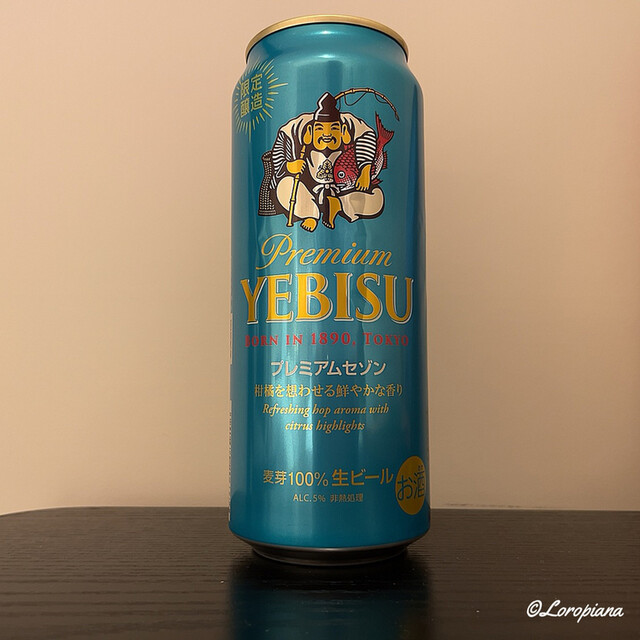 限定
醸造
Premium
YEBISU
BORN IN 1890, TOKYO
プレミアムセゾン
柑橘を想わせる鮮やかな香り
Refreshing hop aroma with
citrus highlights
麦芽100% 生ビール
ALC.5% 非熱処理
お酒
©Loropiana